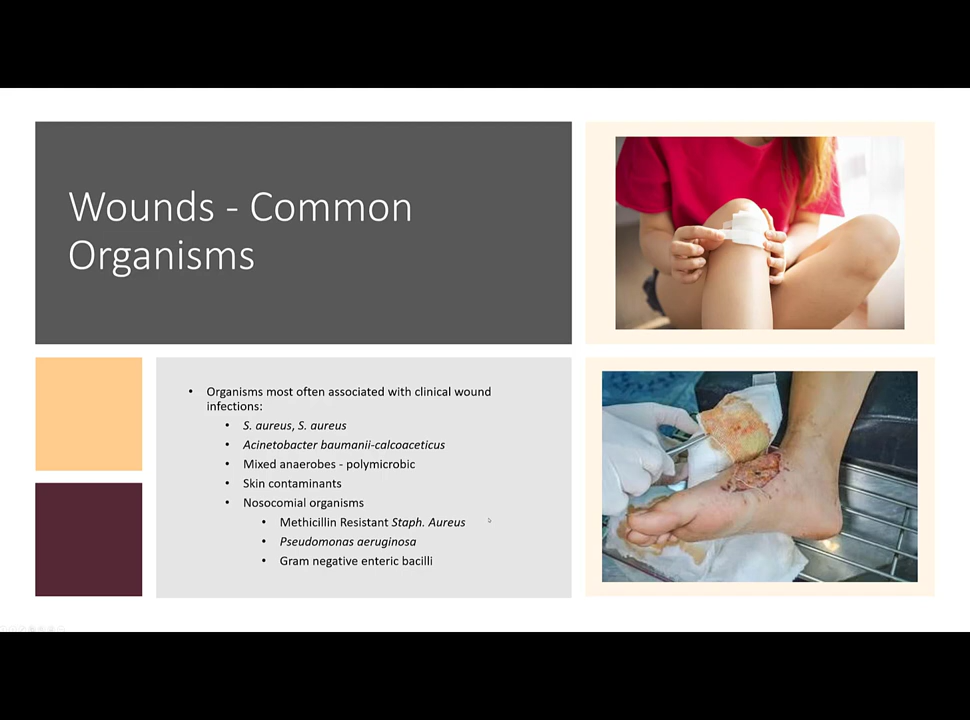 Wounds - Common
Organisms
• Organisms most often associated with clinical wound
infections:
• S. aureus, S. aureus
• Acinetobacter baumanii-calcoaceticus
• Mixed anaerobes - polymicrobic
• Skin contaminants
• Nosocomial organisms
• Methicillin Resistant Staph. Aureus
• Pseudomonas aeruginosa
• Gram negative enteric bacilli